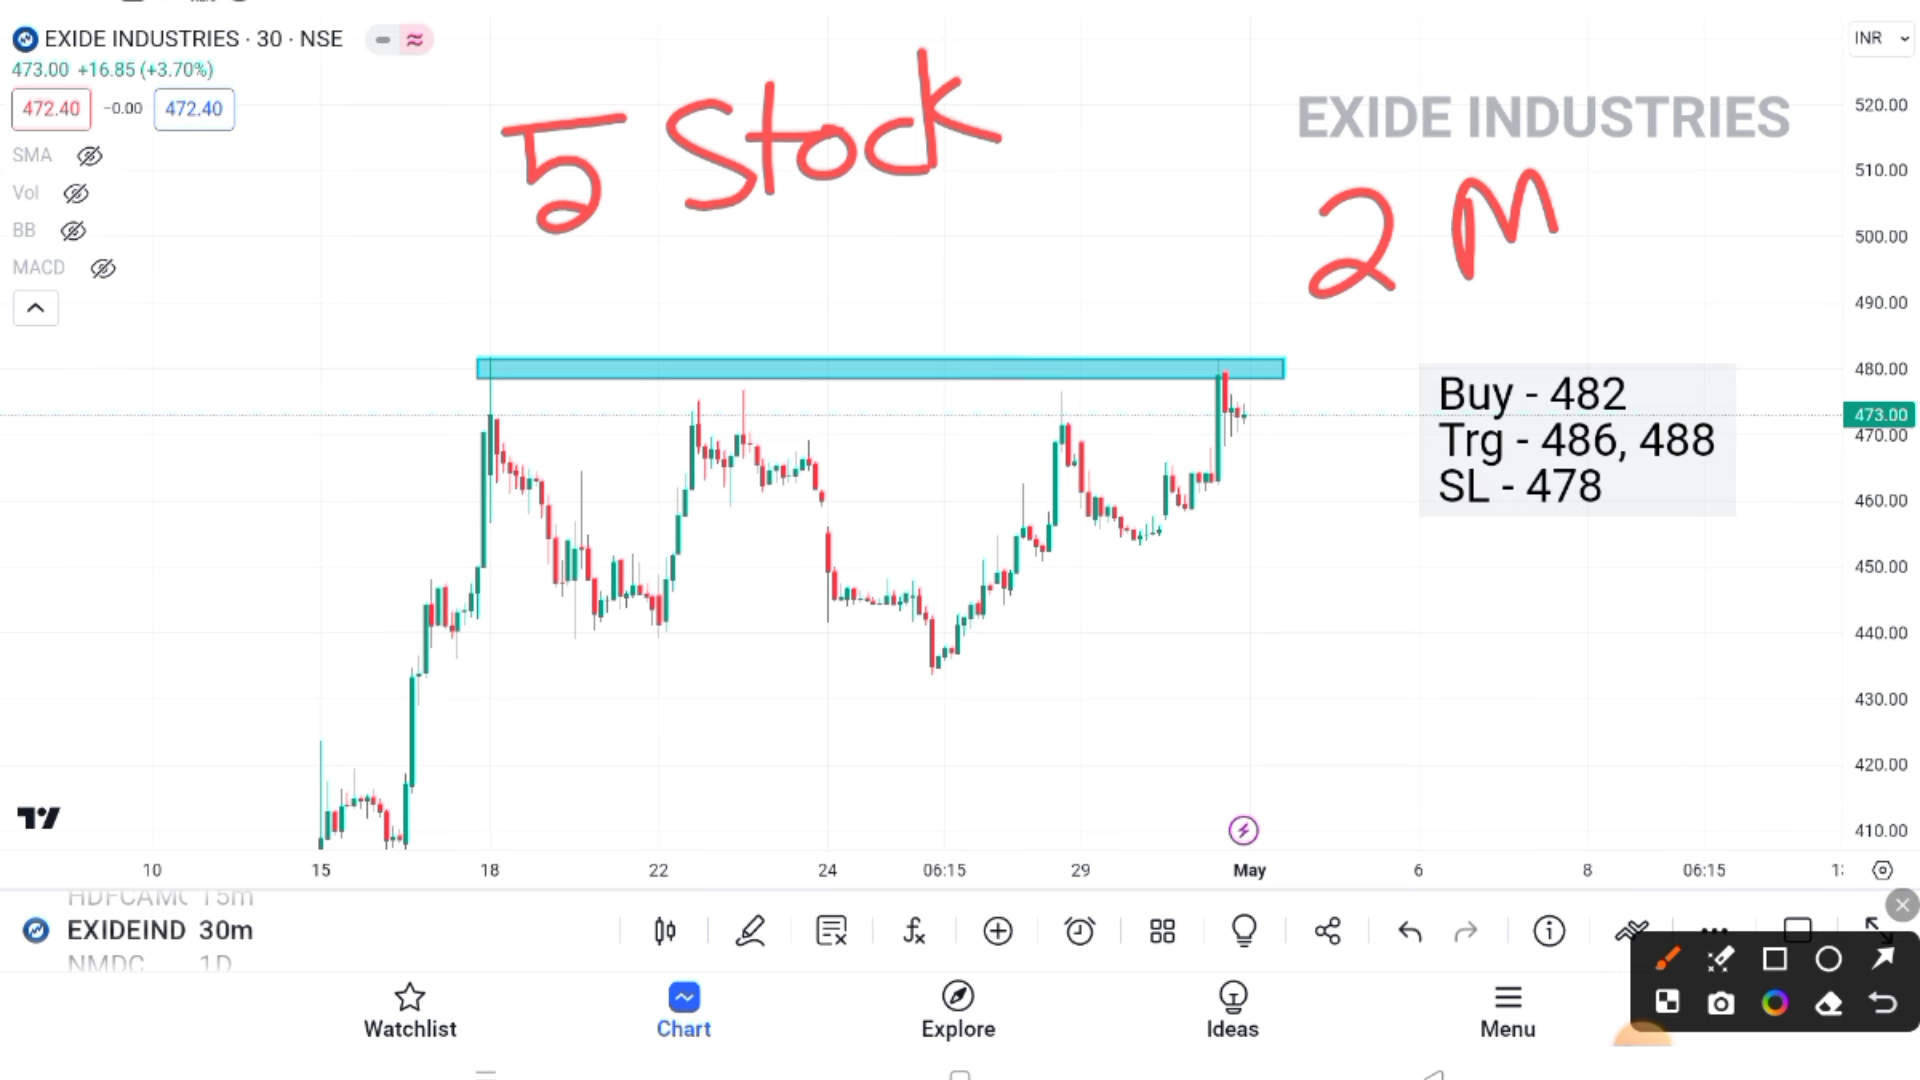 EXIDE INDUSTRIES · 30 · NSE
INR
473.00 +16.85 (+3.70%)
472.40 −0.00 472.40
SMA
Vol
BB
MACD
5 Stock
EXIDE INDUSTRIES
2 M
520.00
510.00
500.00
490.00
480.00
473.00
470.00
460.00
450.00
440.00
430.00
420.00
410.00
Buy - 482
Trg - 486, 488
SL - 478
10 15 18 22 24 06:15 29 May 6 8 06:15
HDFCAMC 15m
EXIDEIND 30m
NMDC 1D
Watchlist Chart Explore Ideas Menu